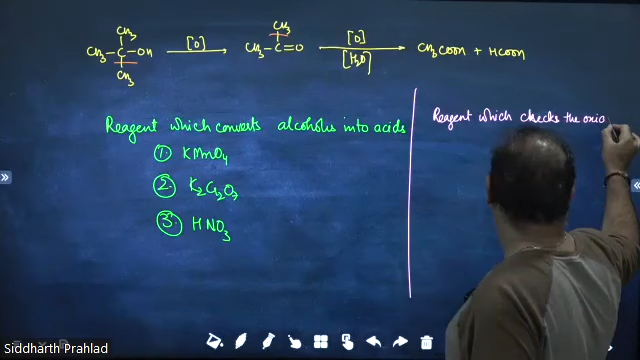 CH₃
CH₃
CH₃-C-OH [O] CH₃-C=O [O] CH₃COOH + HCOOH
[H₂O]
CH₃
Reagent which converts alcohols into acids
① KMnO₄
② K₂Cr₂O₇
③ HNO₃
Reagent which checks the oxid
Siddharth Prahlad